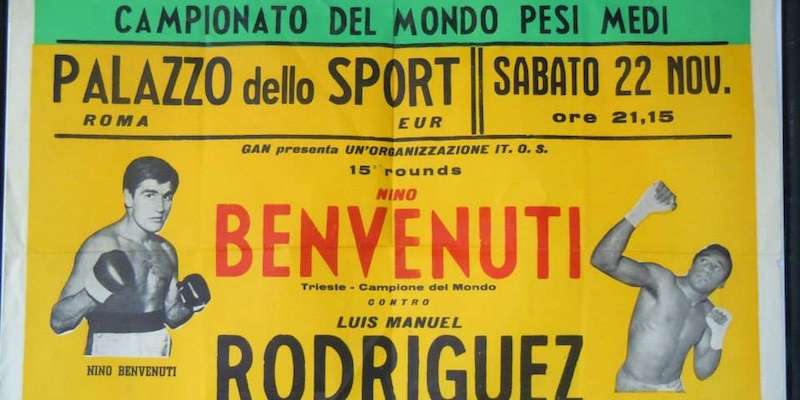 CAMPIONATO DEL MONDO PESI MEDI
PALAZZO dello SPORT
ROMA EUR
SABATO 22 NOV.
ore 21,15
GAN presenta UN'ORGANIZZAZIONE IT. O. S.
15 rounds
NINO
BENVENUTI
Trieste - Campione del Mondo
CONTRO
LUIS MANUEL
RODRIGUEZ
NINO BENVENUTI